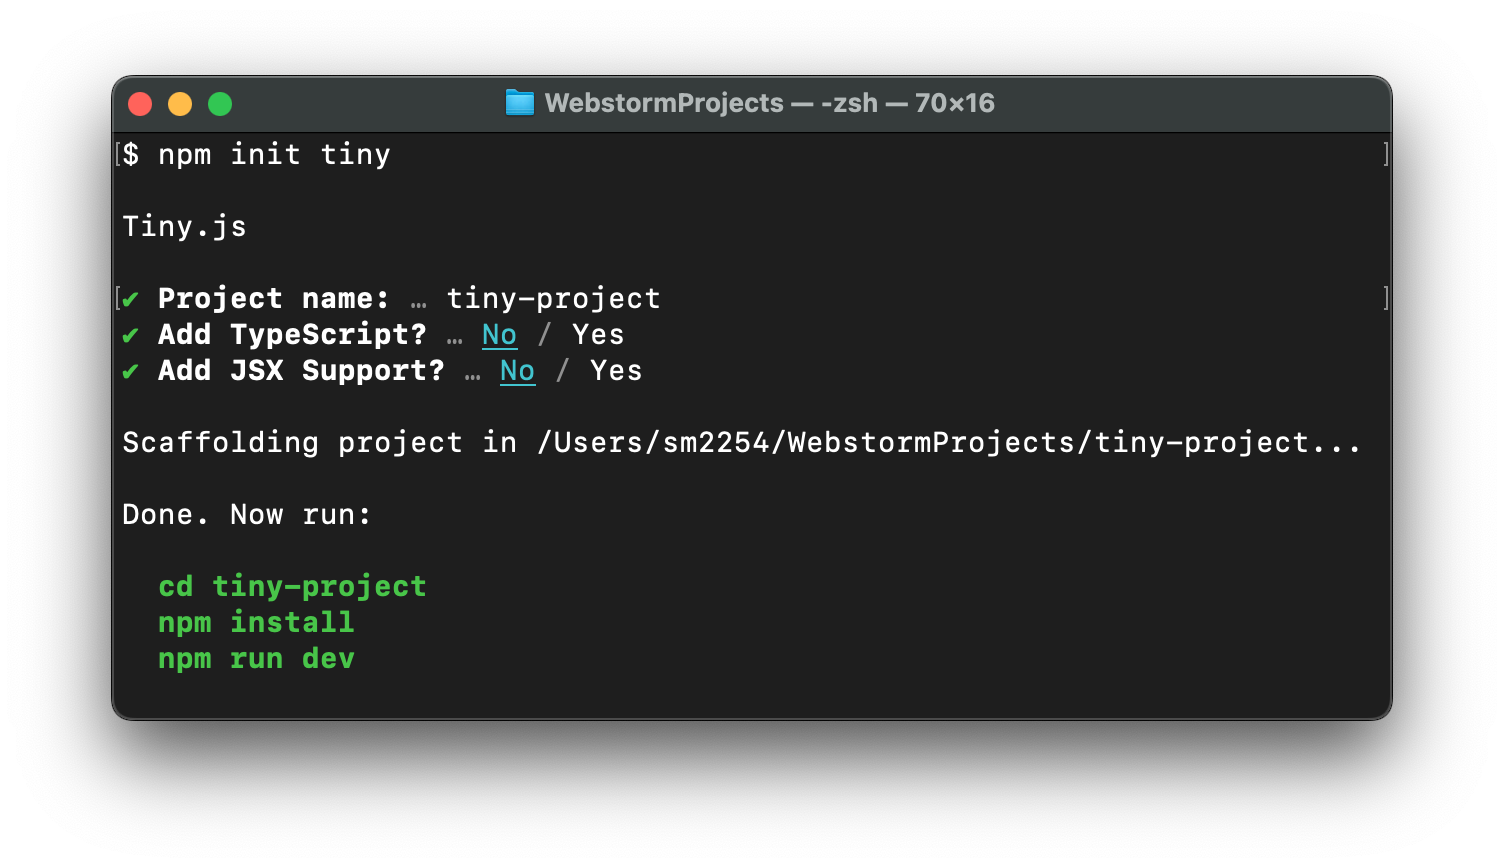 WebstormProjects — -zsh — 70×16
$ npm init tiny
Tiny.js
✔ Project name: … tiny-project
✔ Add TypeScript? … No / Yes
✔ Add JSX Support? … No / Yes
Scaffolding project in /Users/sm2254/WebstormProjects/tiny-project...
Done. Now run:
cd tiny-project
npm install
npm run dev